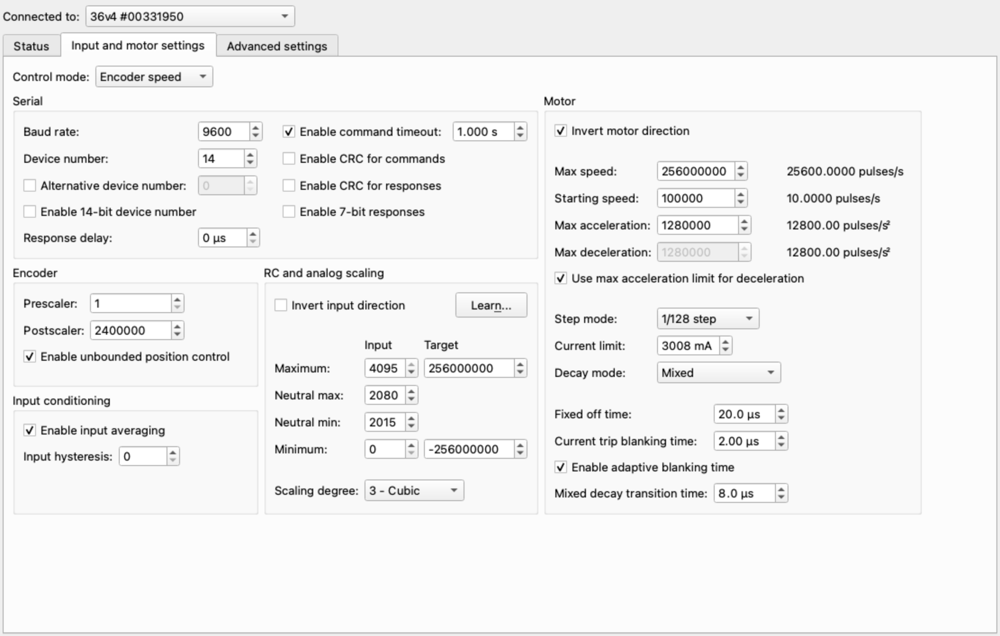 Connected to: 36v4 #00331950
Status Input and motor settings Advanced settings
Control mode: Encoder speed
Serial
Baud rate: 9600
Device number: 14
Alternative device number: 0
Enable 14-bit device number
Response delay: 0 µs
Enable command timeout: 1.000 s
Enable CRC for commands
Enable CRC for responses
Enable 7-bit responses
Encoder
Prescaler: 1
Postscaler: 2400000
Enable unbounded position control
Input conditioning
Enable input averaging
Input hysteresis: 0
RC and analog scaling
Invert input direction Learn...
Input Target
Maximum: 4095 256000000
Neutral max: 2080
Neutral min: 2015
Minimum: 0 -256000000
Scaling degree: 3 - Cubic
Motor
Invert motor direction
Max speed: 256000000 25600.0000 pulses/s
Starting speed: 100000 10.0000 pulses/s
Max acceleration: 1280000 12800.00 pulses/s²
Max deceleration: 1280000 12800.00 pulses/s²
Use max acceleration limit for deceleration
Step mode: 1/128 step
Current limit: 3008 mA
Decay mode: Mixed
Fixed off time: 20.0 µs
Current trip blanking time: 2.00 µs
Enable adaptive blanking time
Mixed decay transition time: 8.0 µs